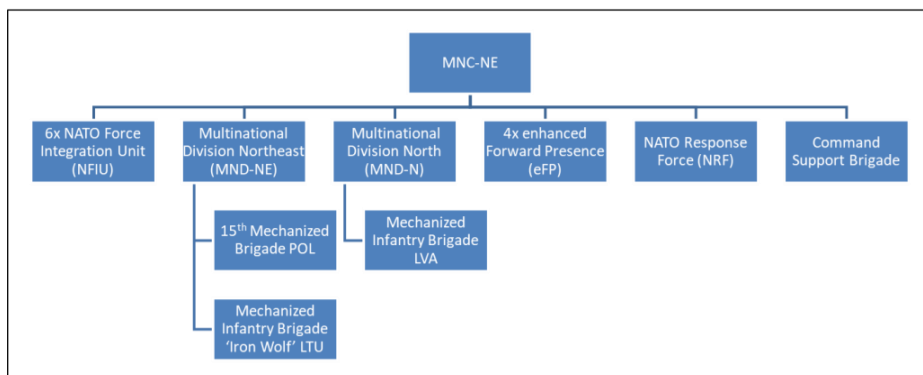 MNC-NE
6x NATO Force
Integration Unit
(NFIU)
Multinational
Division Northeast
(MND-NE)
Multinational
Division North
(MND-N)
4x enhanced
Forward Presence
(eFP)
NATO Response
Force (NRF)
Command
Support Brigade
15th Mechanized
Brigade POL
Mechanized
Infantry Brigade
LVA
Mechanized
Infantry Brigade
‘Iron Wolf’ LTU